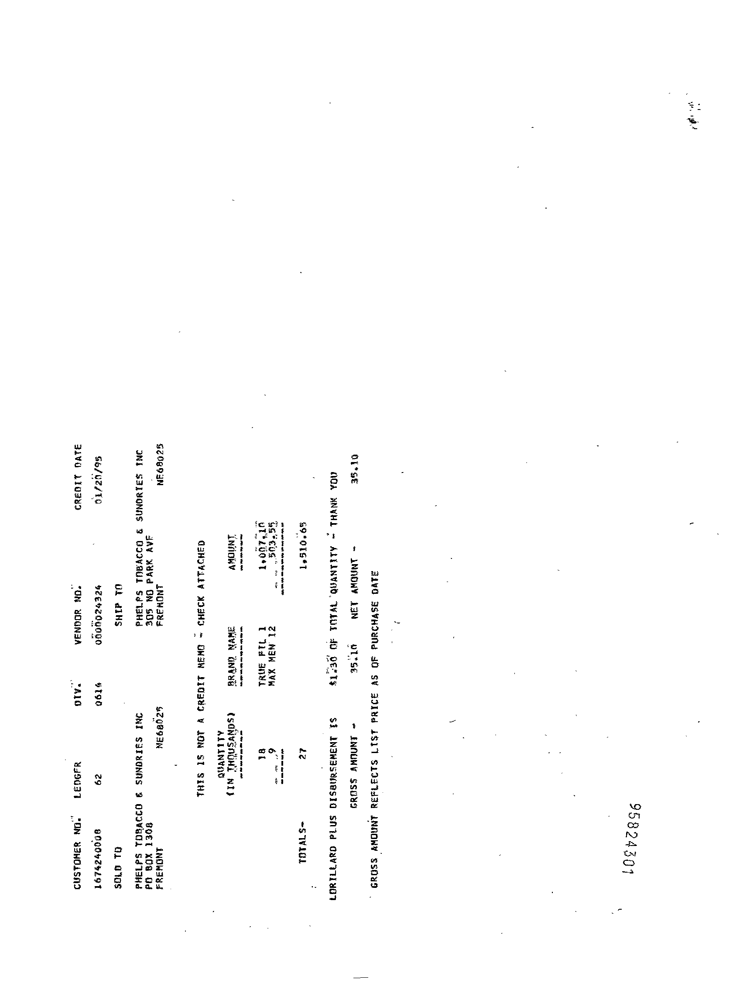 CUSTOMER NO. LEDGER DIV. VENDOR NO. CREDIT DATE
1674240008 62 0614 0000024324 01/20/95
SOLD TO SHIP TO
PHELPS TOBACCO & SUNDRIES INC PHELPS TOBACCO & SUNDRIES INC
PO BOX 1308 305 NO PARK AVE
FREMONT NE68025 FREMONT NE68025
THIS IS NOT A CREDIT MEMO - CHECK ATTACHED
QUANTITY
(IN THOUSANDS) BRAND NAME AMOUNT
18 TRUE FTL 1 1,007.10
9 MAX MEN 12 503.55
TOTALS- 27 1,510.65
LORILLARD PLUS DISBURSEMENT IS $1.30 OF TOTAL QUANTITY - THANK YOU
GROSS AMOUNT - 35.10 NET AMOUNT - 35.10
GROSS AMOUNT REFLECTS LIST PRICE AS OF PURCHASE DATE
95824301